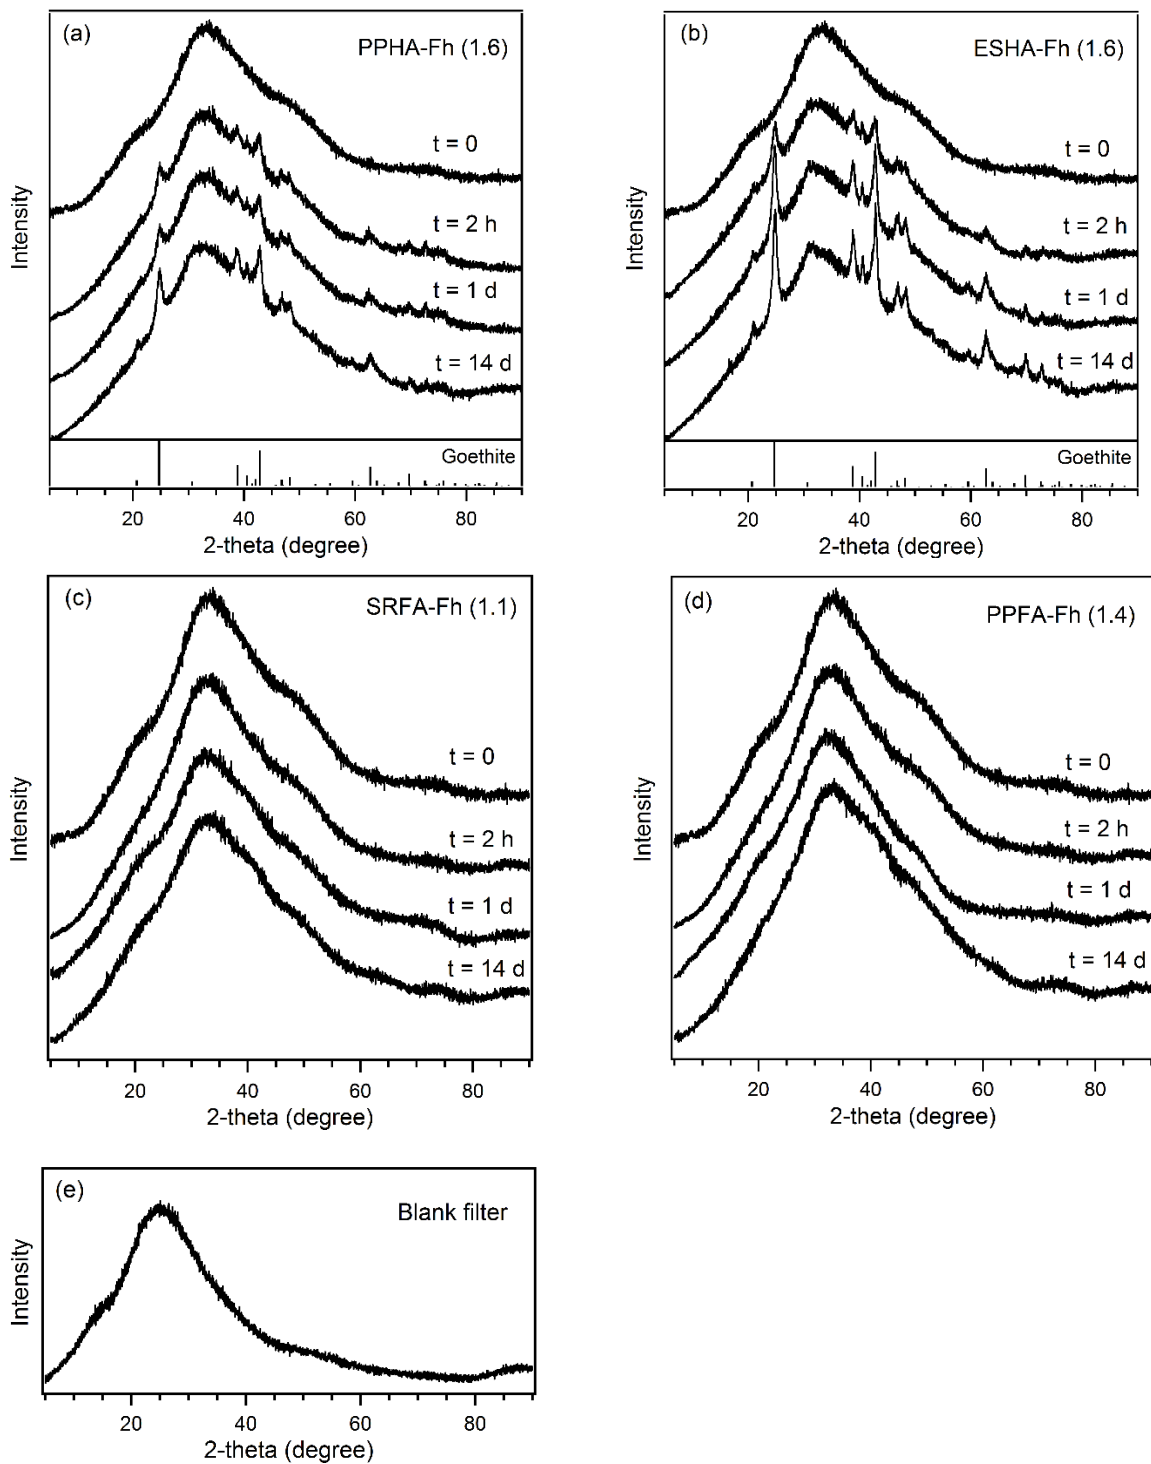 (a)
PPHA-Fh (1.6)
t = 0
t = 2 h
t = 1 d
t = 14 d
Goethite
Intensity
20 40 60 80
2-theta (degree)
(b)
ESHA-Fh (1.6)
t = 0
t = 2 h
t = 1 d
t = 14 d
Goethite
Intensity
20 40 60 80
2-theta (degree)
(c)
SRFA-Fh (1.1)
t = 0
t = 2 h
t = 1 d
t = 14 d
Intensity
20 40 60 80
2-theta (degree)
(d)
PPFA-Fh (1.4)
t = 0
t = 2 h
t = 1 d
t = 14 d
Intensity
20 40 60 80
2-theta (degree)
(e)
Blank filter
Intensity
20 40 60 80
2-theta (degree)